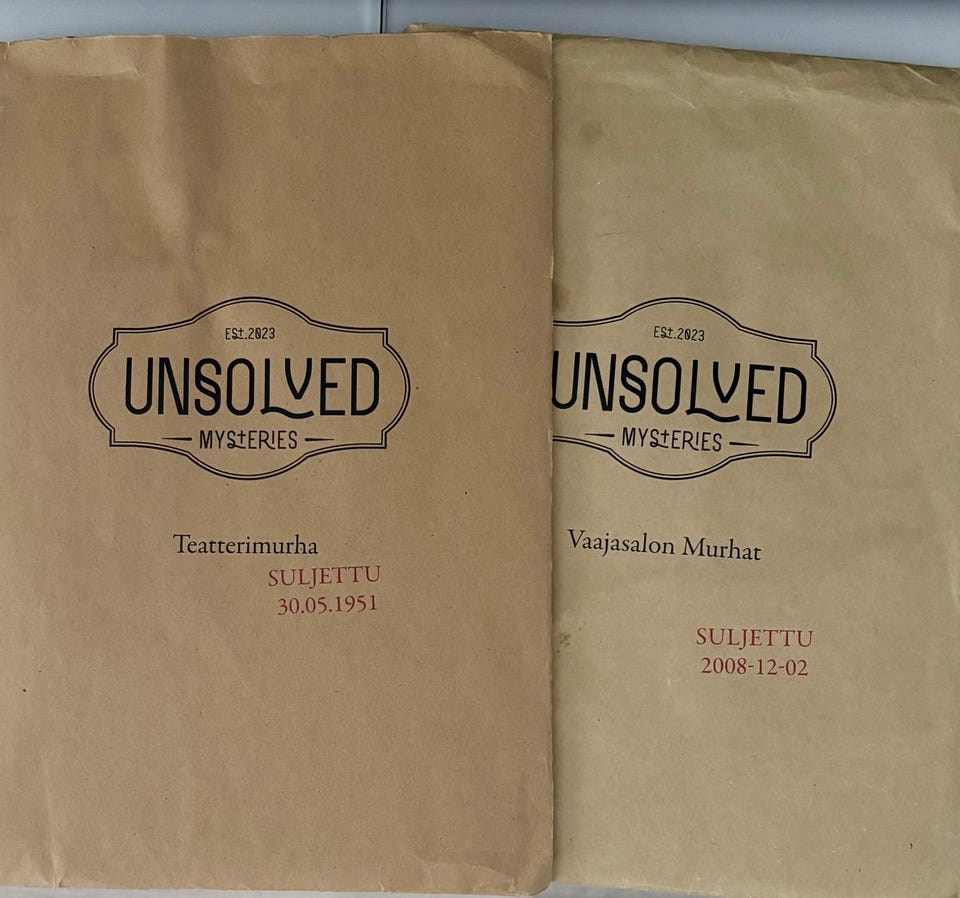 EST.2023
UNSOLVED
MYSTERIES
Teatterimurha
SULJETTU
30.05.1951
EST.2023
UNSOLVED
MYSTERIES
Vaajasalon Murhat
SULJETTU
2008-12-02